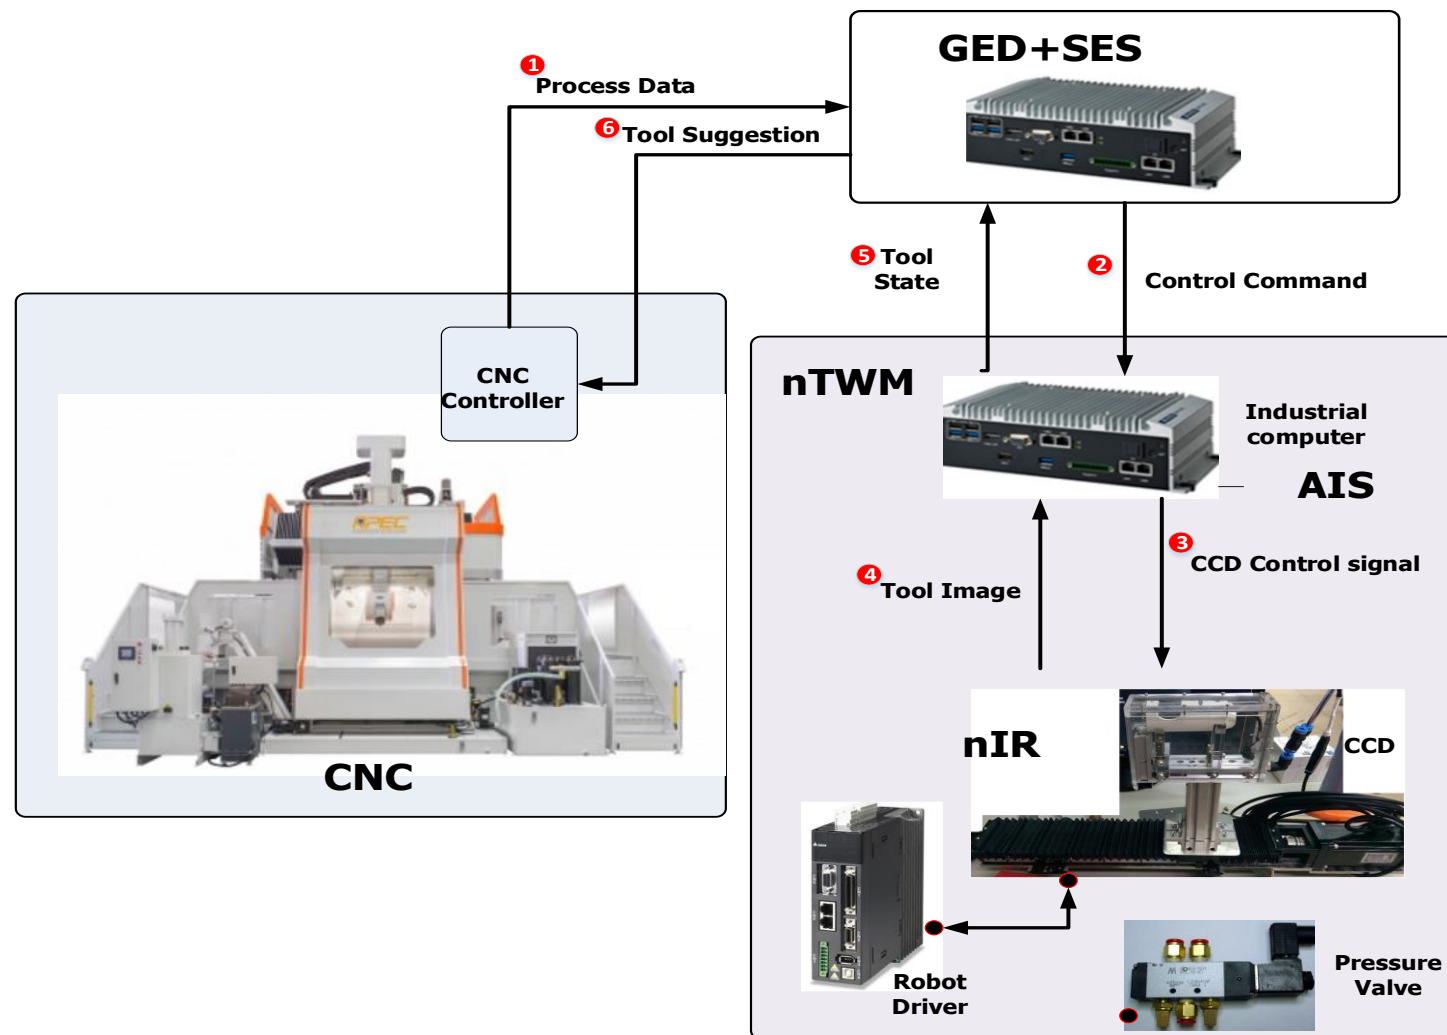 GED+SES
1
Process Data
6
Tool Suggestion
5
Tool
State
2
Control Command
CNC
Controller
nTWM
Industrial
computer
AIS
APEC
3
CCD Control signal
4
Tool Image
nIR
CCD
CNC
Robot
Driver
Pressure
Valve